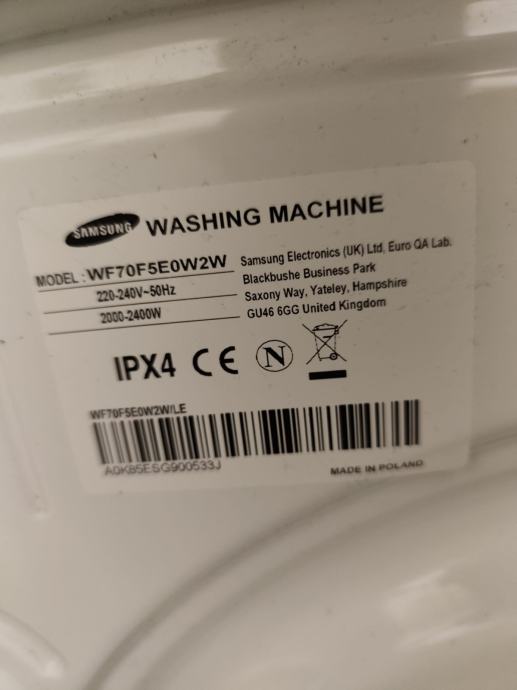 SAMSUNG WASHING MACHINE
MODEL : WF70F5E0W2W
220-240V~50Hz
2000-2400W
Samsung Electronics (UK) Ltd, Euro QA Lab.
Blackbushe Business Park
Saxony Way, Yateley, Hampshire
GU46 6GG United Kingdom
IPX4 CE N
WF70F5E0W2W/LE
A0K85ESG900533J
MADE IN POLAND